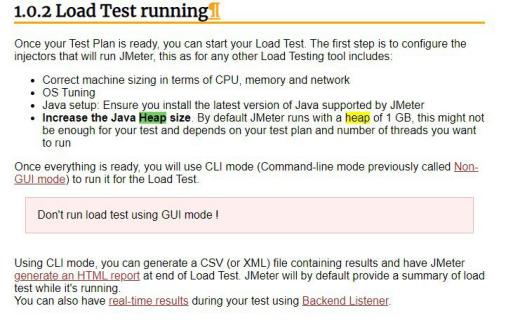 1.0.2 Load Test running¶
Once your Test Plan is ready, you can start your Load Test. The first step is to configure the
injectors that will run JMeter, this as for any other Load Testing tool includes:
• Correct machine sizing in terms of CPU, memory and network
• OS Tuning
• Java setup: Ensure you install the latest version of Java supported by JMeter
• Increase the Java Heap size. By default JMeter runs with a heap of 1 GB, this might not
be enough for your test and depends on your test plan and number of threads you want
to run
Once everything is ready, you will use CLI mode (Command-line mode previously called Non-
GUI mode) to run it for the Load Test.
Don't run load test using GUI mode !
Using CLI mode, you can generate a CSV (or XML) file containing results and have JMeter
generate an HTML report at end of Load Test. JMeter will by default provide a summary of load
test while it's running.
You can also have real-time results during your test using Backend Listener.